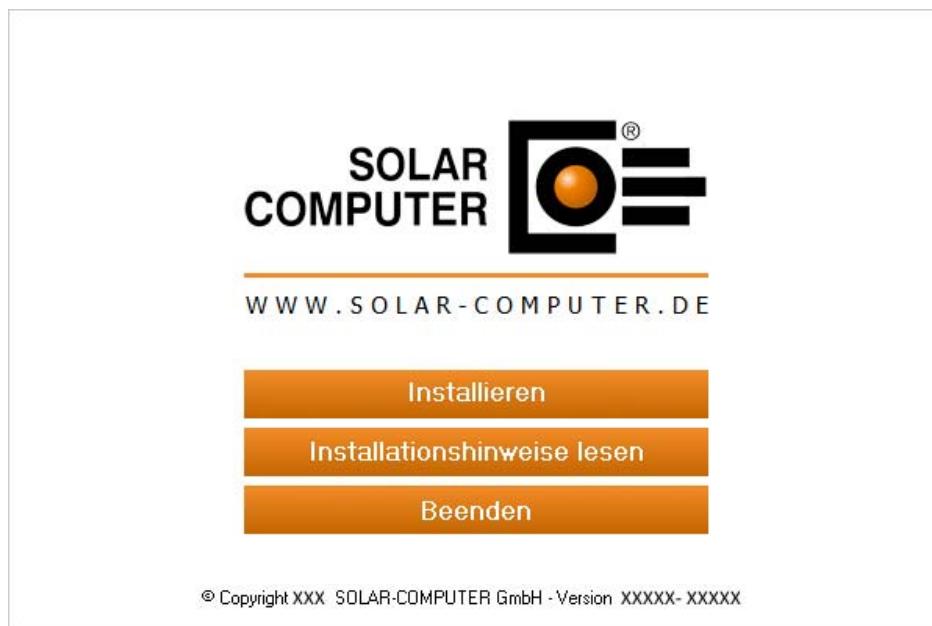 SOLAR
COMPUTER
®
WWW.SOLAR-COMPUTER.DE
Installieren
Installationshinweise lesen
Beenden
© Copyright XXX SOLAR-COMPUTER GmbH - Version XXXXX- XXXXX